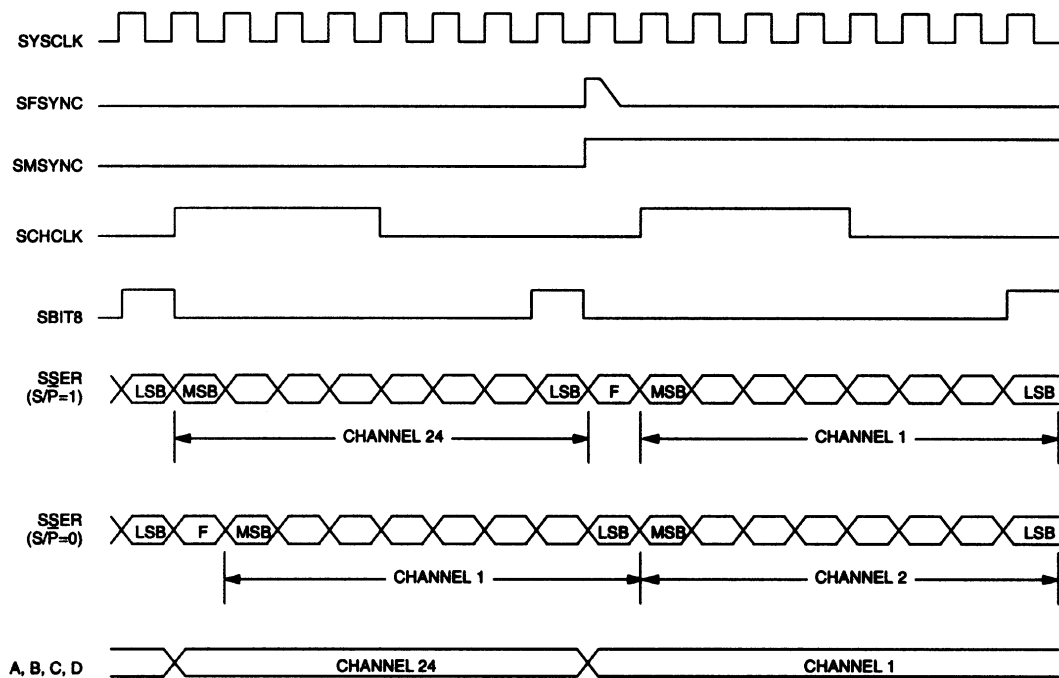 SYSCLK
SFSYNC
SMSYNC
SCHCLK
SBIT8
SSER
(S/P̅=1)
LSB MSB LSB F MSB LSB
CHANNEL 24 CHANNEL 1
SSER
(S/P̅=0)
LSB F MSB LSB MSB LSB
CHANNEL 1 CHANNEL 2
A, B, C, D CHANNEL 24 CHANNEL 1